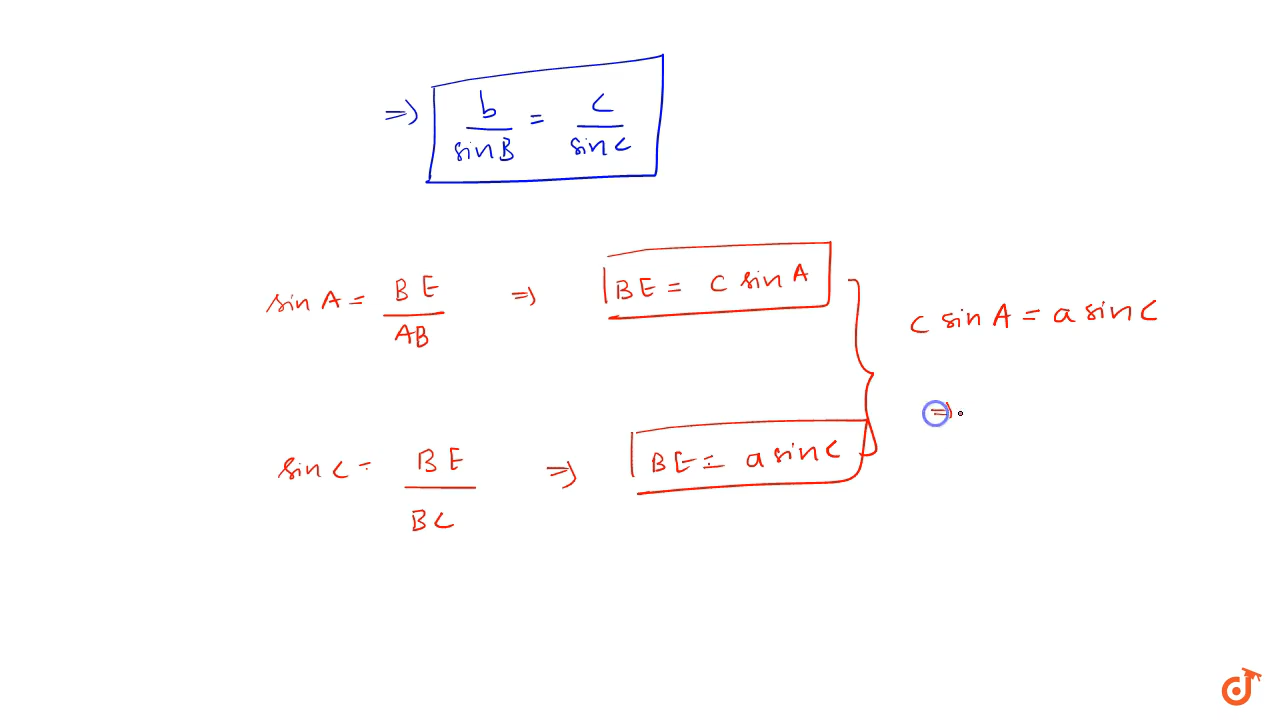 => b/sinB = c/sinC
sinA = BE/AB => BE = c sinA
c sinA = a sinC
=>
sinC = BE/BC => BE = a sinC